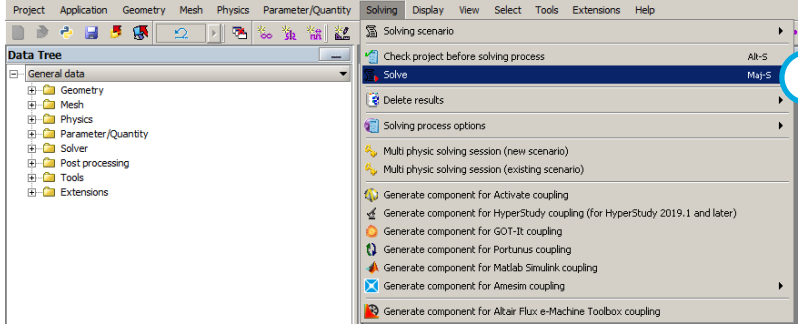 Project Application Geometry Mesh Physics Parameter/Quantity Solving Display View Select Tools Extensions Help
Data Tree
General data
Geometry
Mesh
Physics
Parameter/Quantity
Solver
Post processing
Tools
Extensions
Solving scenario
Check project before solving process Alt-S
Solve Maj-S
Delete results
Solving process options
Multi physic solving session (new scenario)
Multi physic solving session (existing scenario)
Generate component for Activate coupling
Generate component for HyperStudy coupling (for HyperStudy 2019.1 and later)
Generate component for GOT-It coupling
Generate component for Portunus coupling
Generate component for Matlab Simulink coupling
Generate component for Amesim coupling
Generate component for Altair Flux e-Machine Toolbox coupling